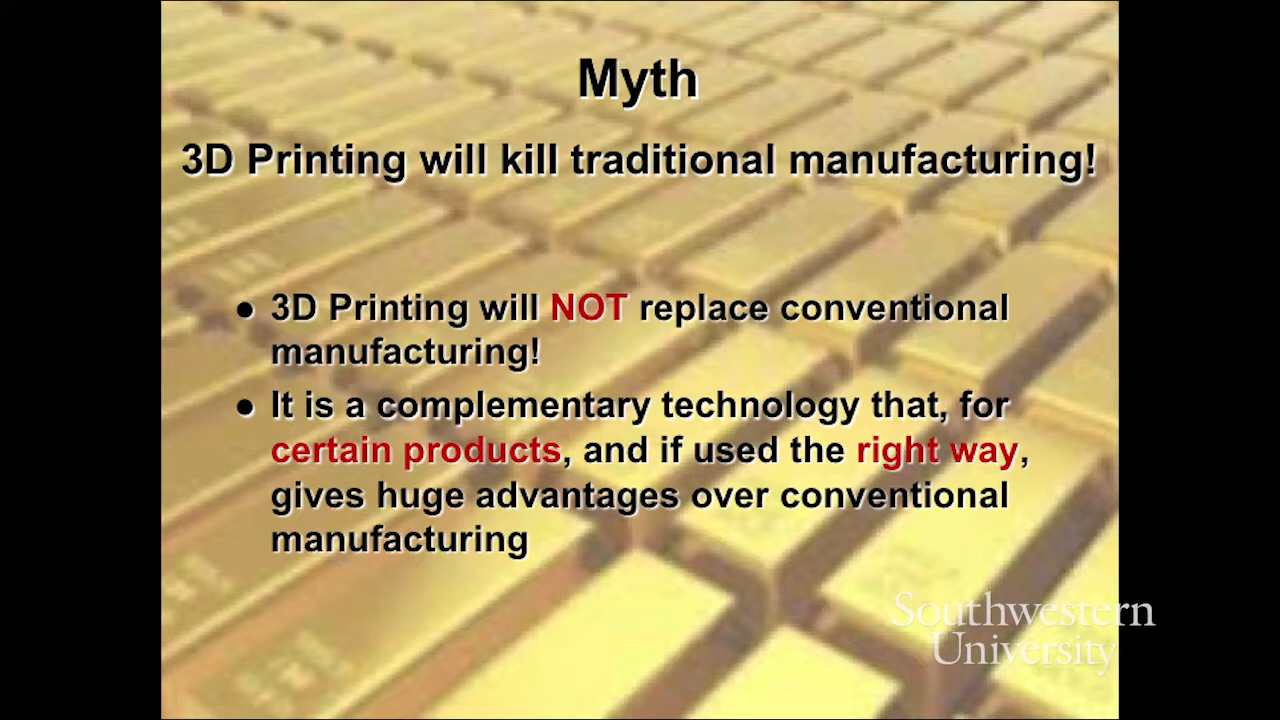 Myth
3D Printing will kill traditional manufacturing!
● 3D Printing will NOT replace conventional
manufacturing!
● It is a complementary technology that, for
certain products, and if used the right way,
gives huge advantages over conventional
manufacturing
Southwestern
University